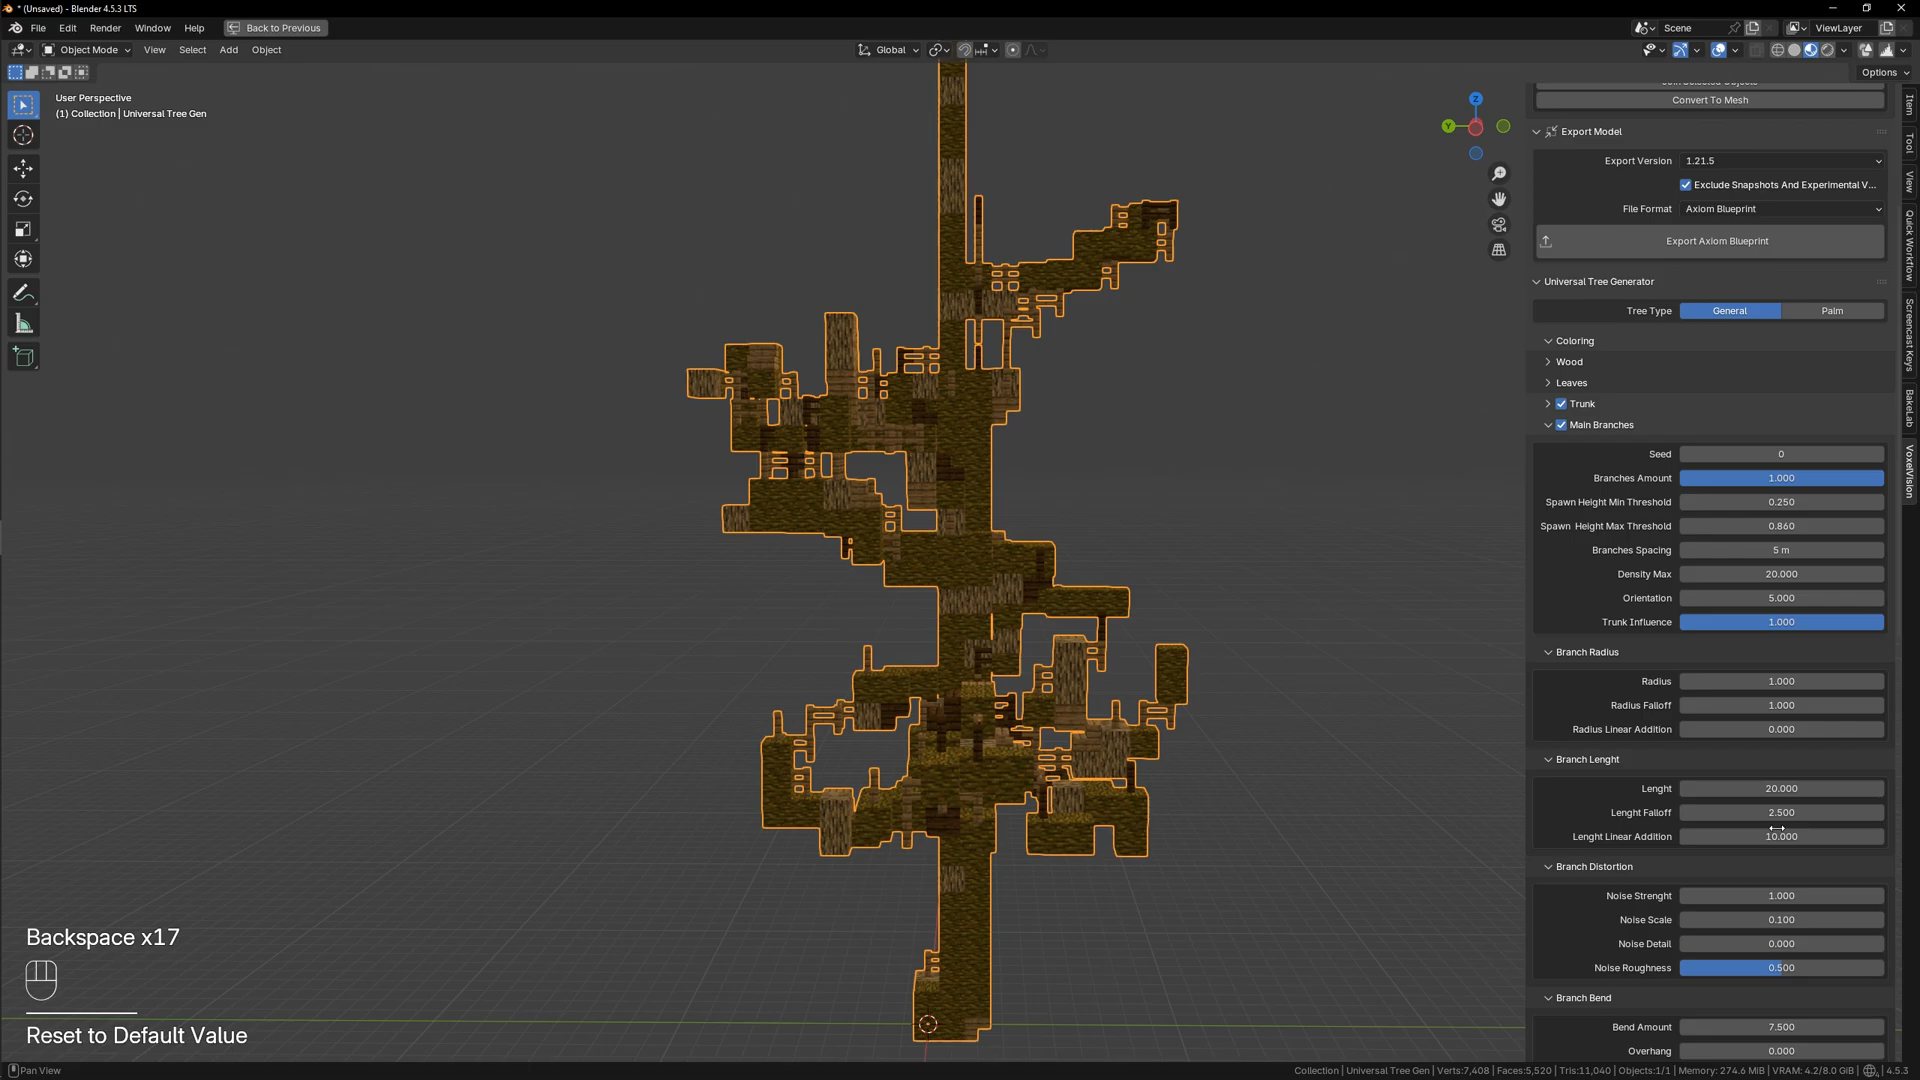 * (Unsaved) - Blender 4.5.3 LTS
File Edit Render Window Help Back to Previous Scene ViewLayer
Object Mode View Select Add Object Global
Options
User Perspective
(1) Collection | Universal Tree Gen
Z
Y
Convert To Mesh
Export Model
Export Version 1.21.5
Exclude Snapshots And Experimental V...
File Format Axiom Blueprint
Export Axiom Blueprint
Universal Tree Generator
Tree Type General Palm
Coloring
Wood
Leaves
Trunk
Main Branches
Seed 0
Branches Amount 1.000
Spawn Height Min Threshold 0.250
Spawn Height Max Threshold 0.860
Branches Spacing 5 m
Density Max 20.000
Orientation 5.000
Trunk Influence 1.000
Branch Radius
Radius 1.000
Radius Falloff 1.000
Radius Linear Addition 0.000
Branch Lenght
Lenght 20.000
Lenght Falloff 2.500
Lenght Linear Addition 10.000
Branch Distortion
Noise Strenght 1.000
Noise Scale 0.100
Noise Detail 0.000
Noise Roughness 0.500
Branch Bend
Bend Amount 7.500
Overhang 0.000
Item
Tool
View
Quick Workflow
Screencast Keys
BakeLab
VoxelVision
Backspace x17
Reset to Default Value
Pan View
Collection | Universal Tree Gen | Verts:7,408 | Faces:5,520 | Tris:11,040 | Objects:1/1 | Memory: 274.6 MiB | VRAM: 4.2/8.0 GiB | 4.5.3